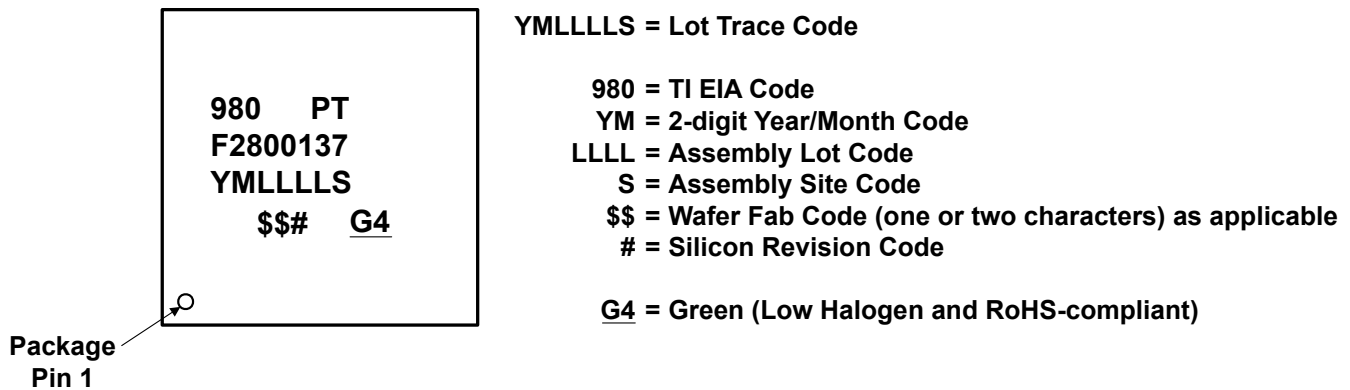 980 PT
F2800137
YMLLLLS
$$# G4
Package
Pin 1
YMLLLLS = Lot Trace Code
980 = TI EIA Code
YM = 2-digit Year/Month Code
LLLL = Assembly Lot Code
S = Assembly Site Code
$$ = Wafer Fab Code (one or two characters) as applicable
# = Silicon Revision Code
G4 = Green (Low Halogen and RoHS-compliant)